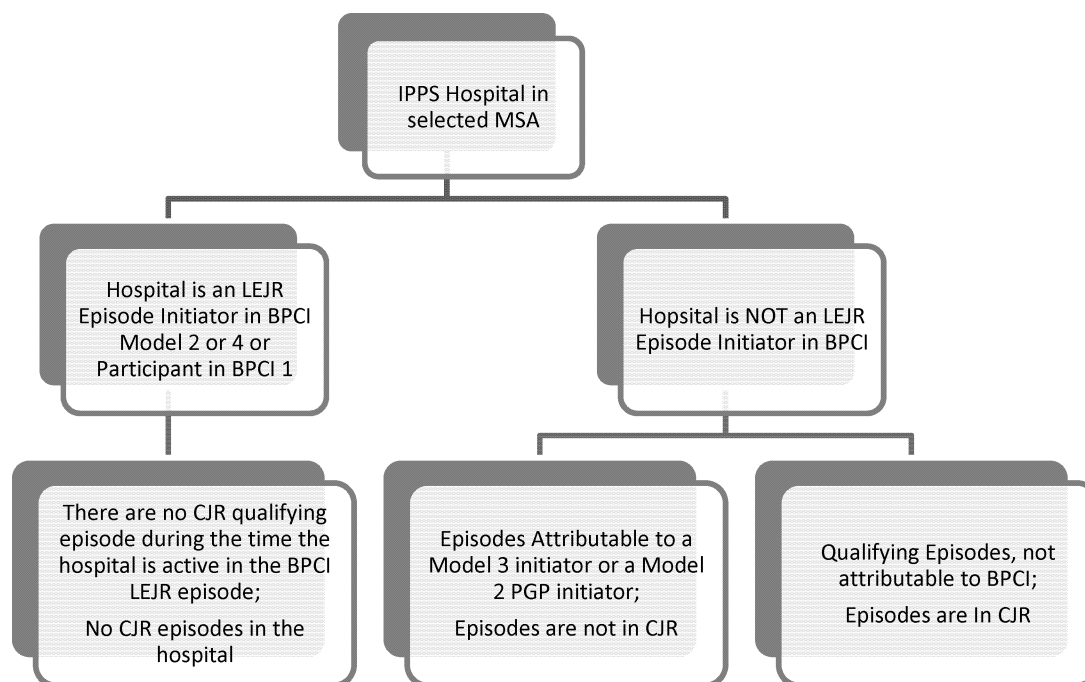 IPPS Hospital in
selected MSA
Hospital is an LEJR
Episode Initiator in BPCI
Model 2 or 4 or
Participant in BPCI 1
Hopsital is NOT an LEJR
Episode Initiator in BPCI
There are no CJR qualifying
episode during the time the
hospital is active in the BPCI
LEJR episode;
No CJR episodes in the
hospital
Episodes Attributable to a
Model 3 initiator or a Model
2 PGP initiator;
Episodes are not in CJR
Qualifying Episodes, not
attributable to BPCI;
Episodes are In CJR